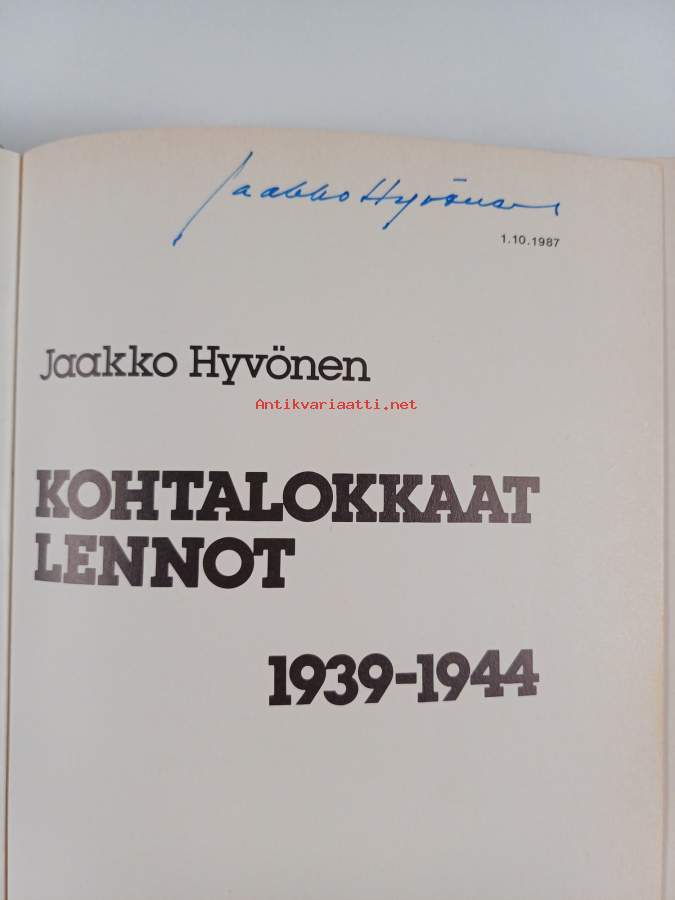 Jaakko Hyvönen
1.10.1987
Jaakko Hyvönen
Antikvariaatti.net
KOHTALOKKAAT
LENNOT
1939-1944